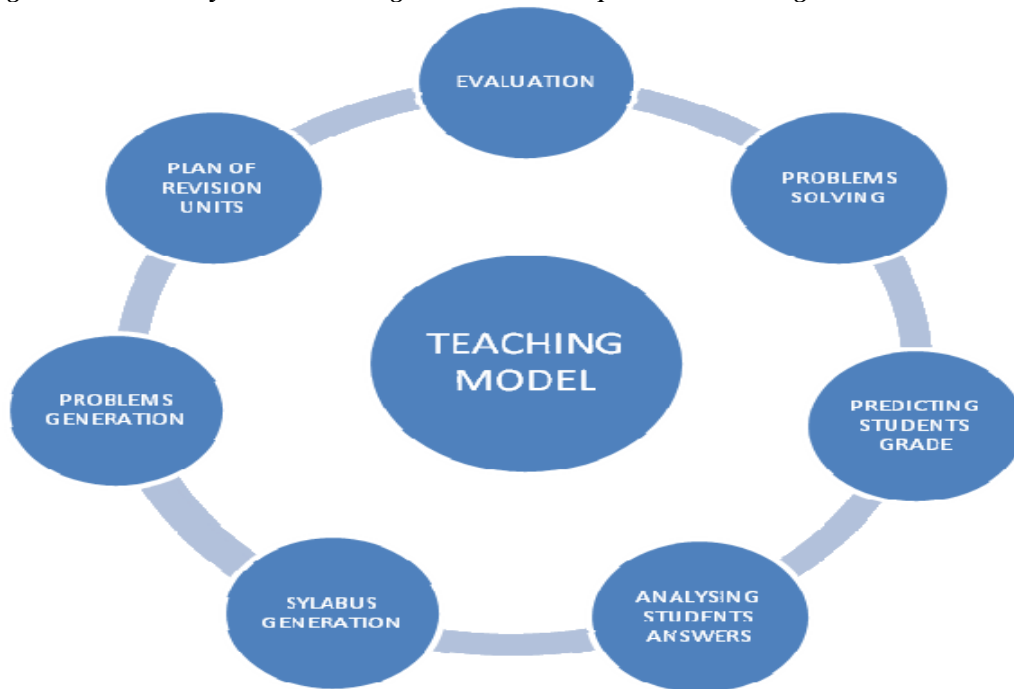 EVALUATION
PROBLEMS
SOLVING
PREDICTING
STUDENTS
GRADE
ANALYSING
STUDENTS
ANSWERS
SYLABUS
GENERATION
PROBLEMS
GENERATION
PLAN OF
REVISION
UNITS
TEACHING
MODEL